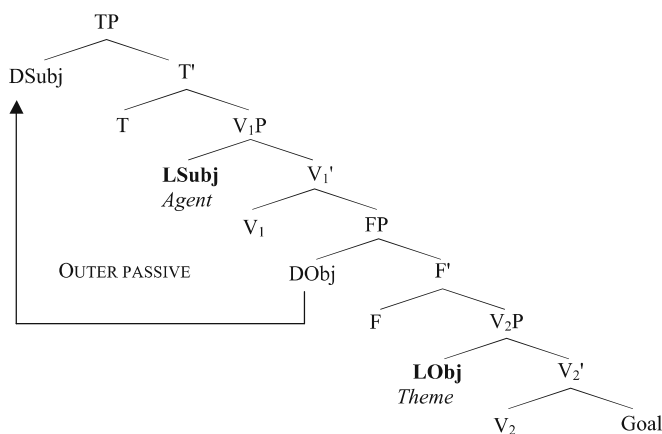 TP
DSubj T'
T V₁P
LSubj V₁'
Agent
V₁ FP
OUTER PASSIVE DObj F'
F V₂P
LObj V₂'
Theme
V₂ Goal